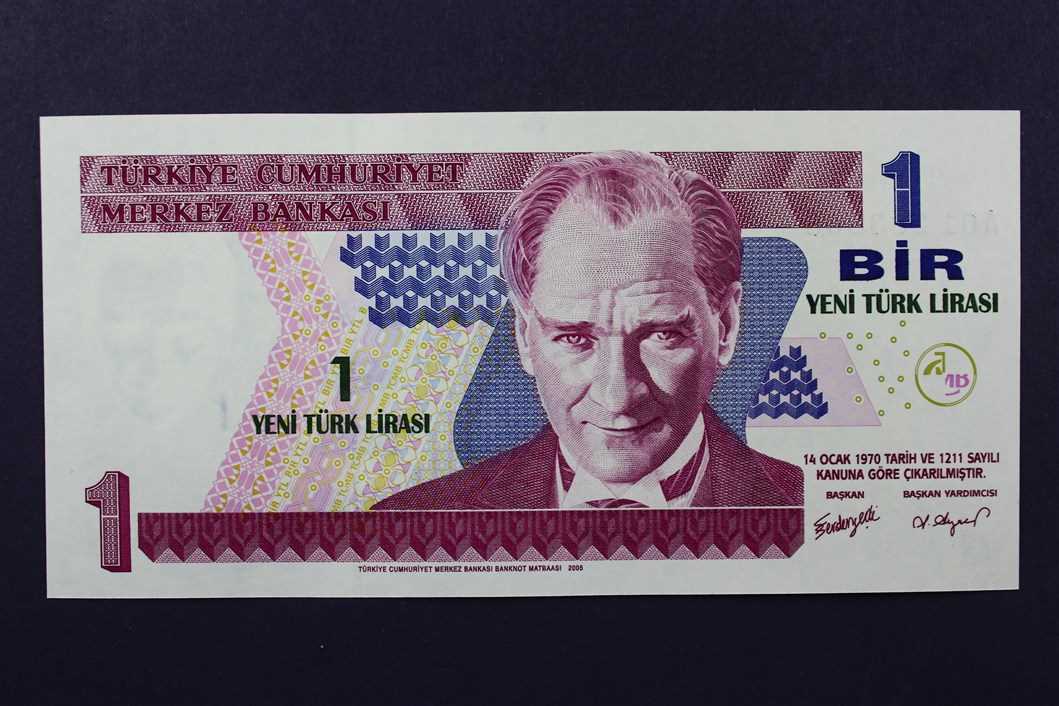 TÜRKİYE CUMHURİYET
MERKEZ BANKASI
1
BİR
YENİ TÜRK LİRASI
1
YENİ TÜRK LİRASI
14 OCAK 1970 TARİH VE 1211 SAYILI
KANUNA GÖRE ÇIKARILMIŞTIR.
BAŞKAN BAŞKAN YARDIMCISI
1
TÜRKİYE CUMHURİYET MERKEZ BANKASI BANKNOT MATBAASI 2005